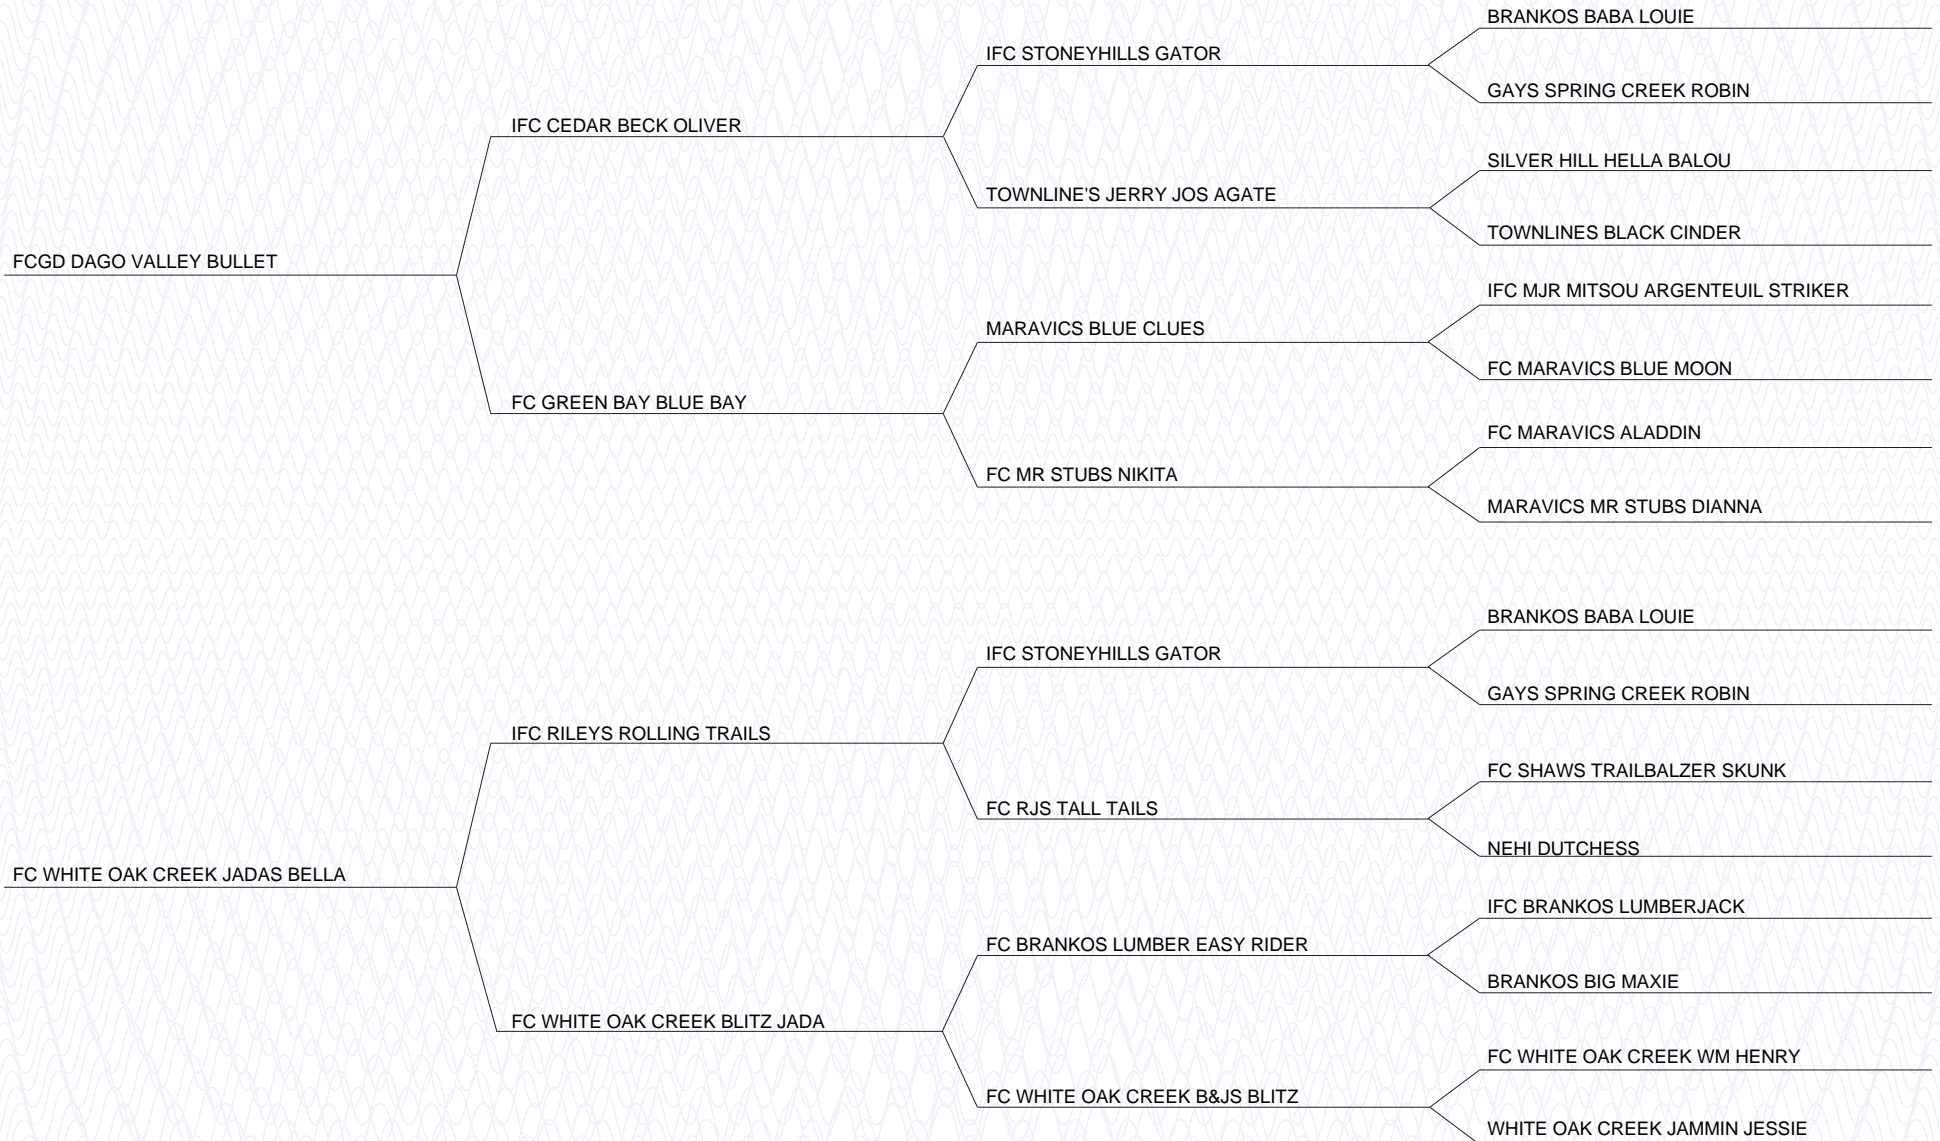 BRANKOS BABA LOUIE
IFC STONEYHILLS GATOR
GAYS SPRING CREEK ROBIN
IFC CEDAR BECK OLIVER
SILVER HILL HELLA BALOU
TOWNLINE'S JERRY JOS AGATE
TOWNLINES BLACK CINDER
FCGD DAGO VALLEY BULLET
IFC MJR MITSOU ARGENTEUIL STRIKER
MARAVICS BLUE CLUES
FC MARAVICS BLUE MOON
FC GREEN BAY BLUE BAY
FC MARAVICS ALADDIN
FC MR STUBS NIKITA
MARAVICS MR STUBS DIANNA
BRANKOS BABA LOUIE
IFC STONEYHILLS GATOR
GAYS SPRING CREEK ROBIN
IFC RILEYS ROLLING TRAILS
FC SHAWS TRAILBALZER SKUNK
FC RJS TALL TAILS
NEHI DUTCHESS
FC WHITE OAK CREEK JADAS BELLA
IFC BRANKOS LUMBERJACK
FC BRANKOS LUMBER EASY RIDER
BRANKOS BIG MAXIE
FC WHITE OAK CREEK BLITZ JADA
FC WHITE OAK CREEK WM HENRY
FC WHITE OAK CREEK B&JS BLITZ
WHITE OAK CREEK JAMMIN JESSIE